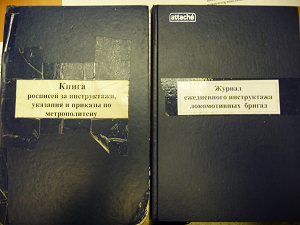 Книга
росписей за инструктажи,
указания и приказы по
метрополитену
attaché
Журнал
ежедневного инструктажа
локомотивных бригад